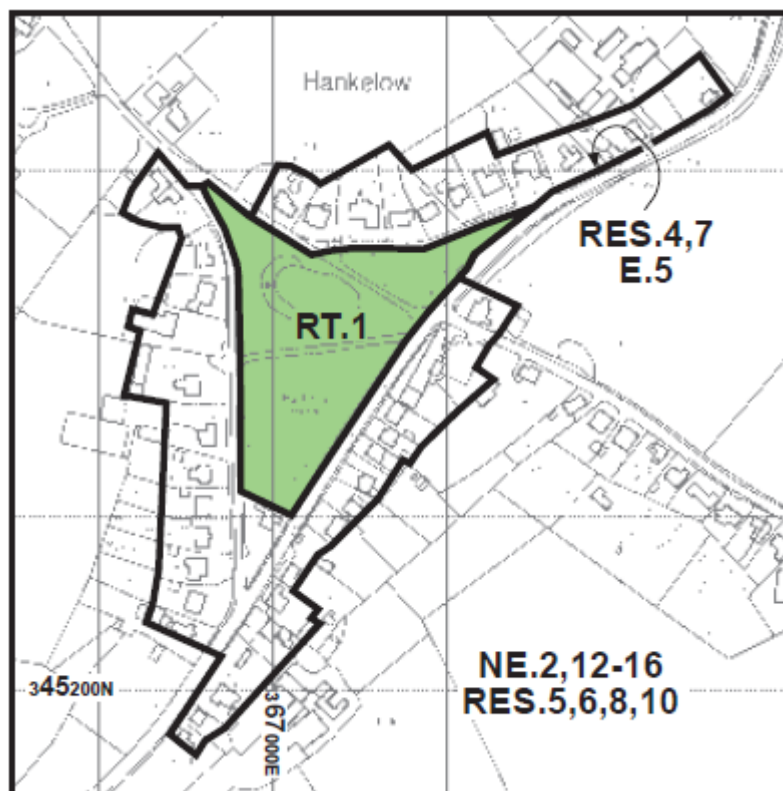 Hankelow
RES.4,7
E.5
RT.1
NE.2,12-16
RES.5,6,8,10
345200N
367000E